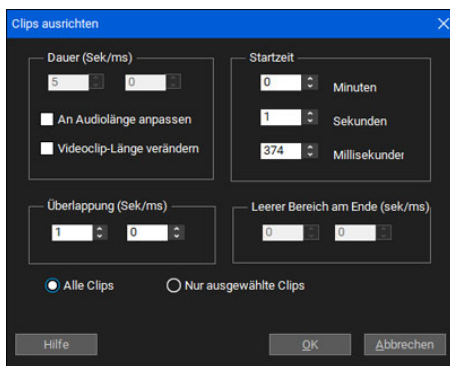 Clips ausrichten
Dauer (Sek/ms)
5 0
An Audiolänge anpassen
Videoclip-Länge verändern
Startzeit
0 Minuten
1 Sekunden
374 Millisekunder
Überlappung (Sek/ms)
1 0
Leerer Bereich am Ende (sek/ms)
0 0
Alle Clips Nur ausgewählte Clips
Hilfe OK Abbrechen